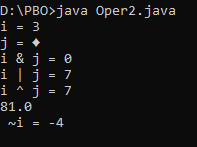 D:\PBO>java Oper2.java
i = 3
j = ♦
i & j = 0
i | j = 7
i ^ j = 7
81.0
 ~i = -4